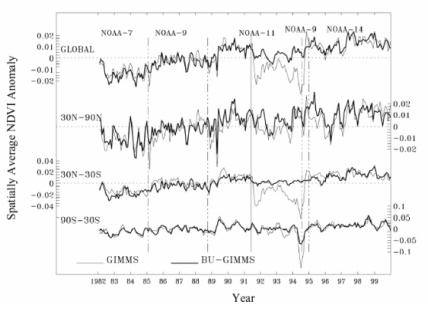 NOAA-7 NOAA-9 NOAA-11 NOAA-9 NOAA-14
0.02
0.01
0
-0.01
-0.02
GLOBAL
30N-90N
0.02
0.01
0
-0.01
-0.02
0.04
0.02
0
-0.02
-0.04
30N-30S
90S-30S
0.1
0.05
0
-0.05
-0.1
GIMMS BU-GIMMS
1982 83 84 85 86 87 88 89 90 91 92 93 94 95 96 97 98 99
Year
Spatially Average NDVI Anomaly